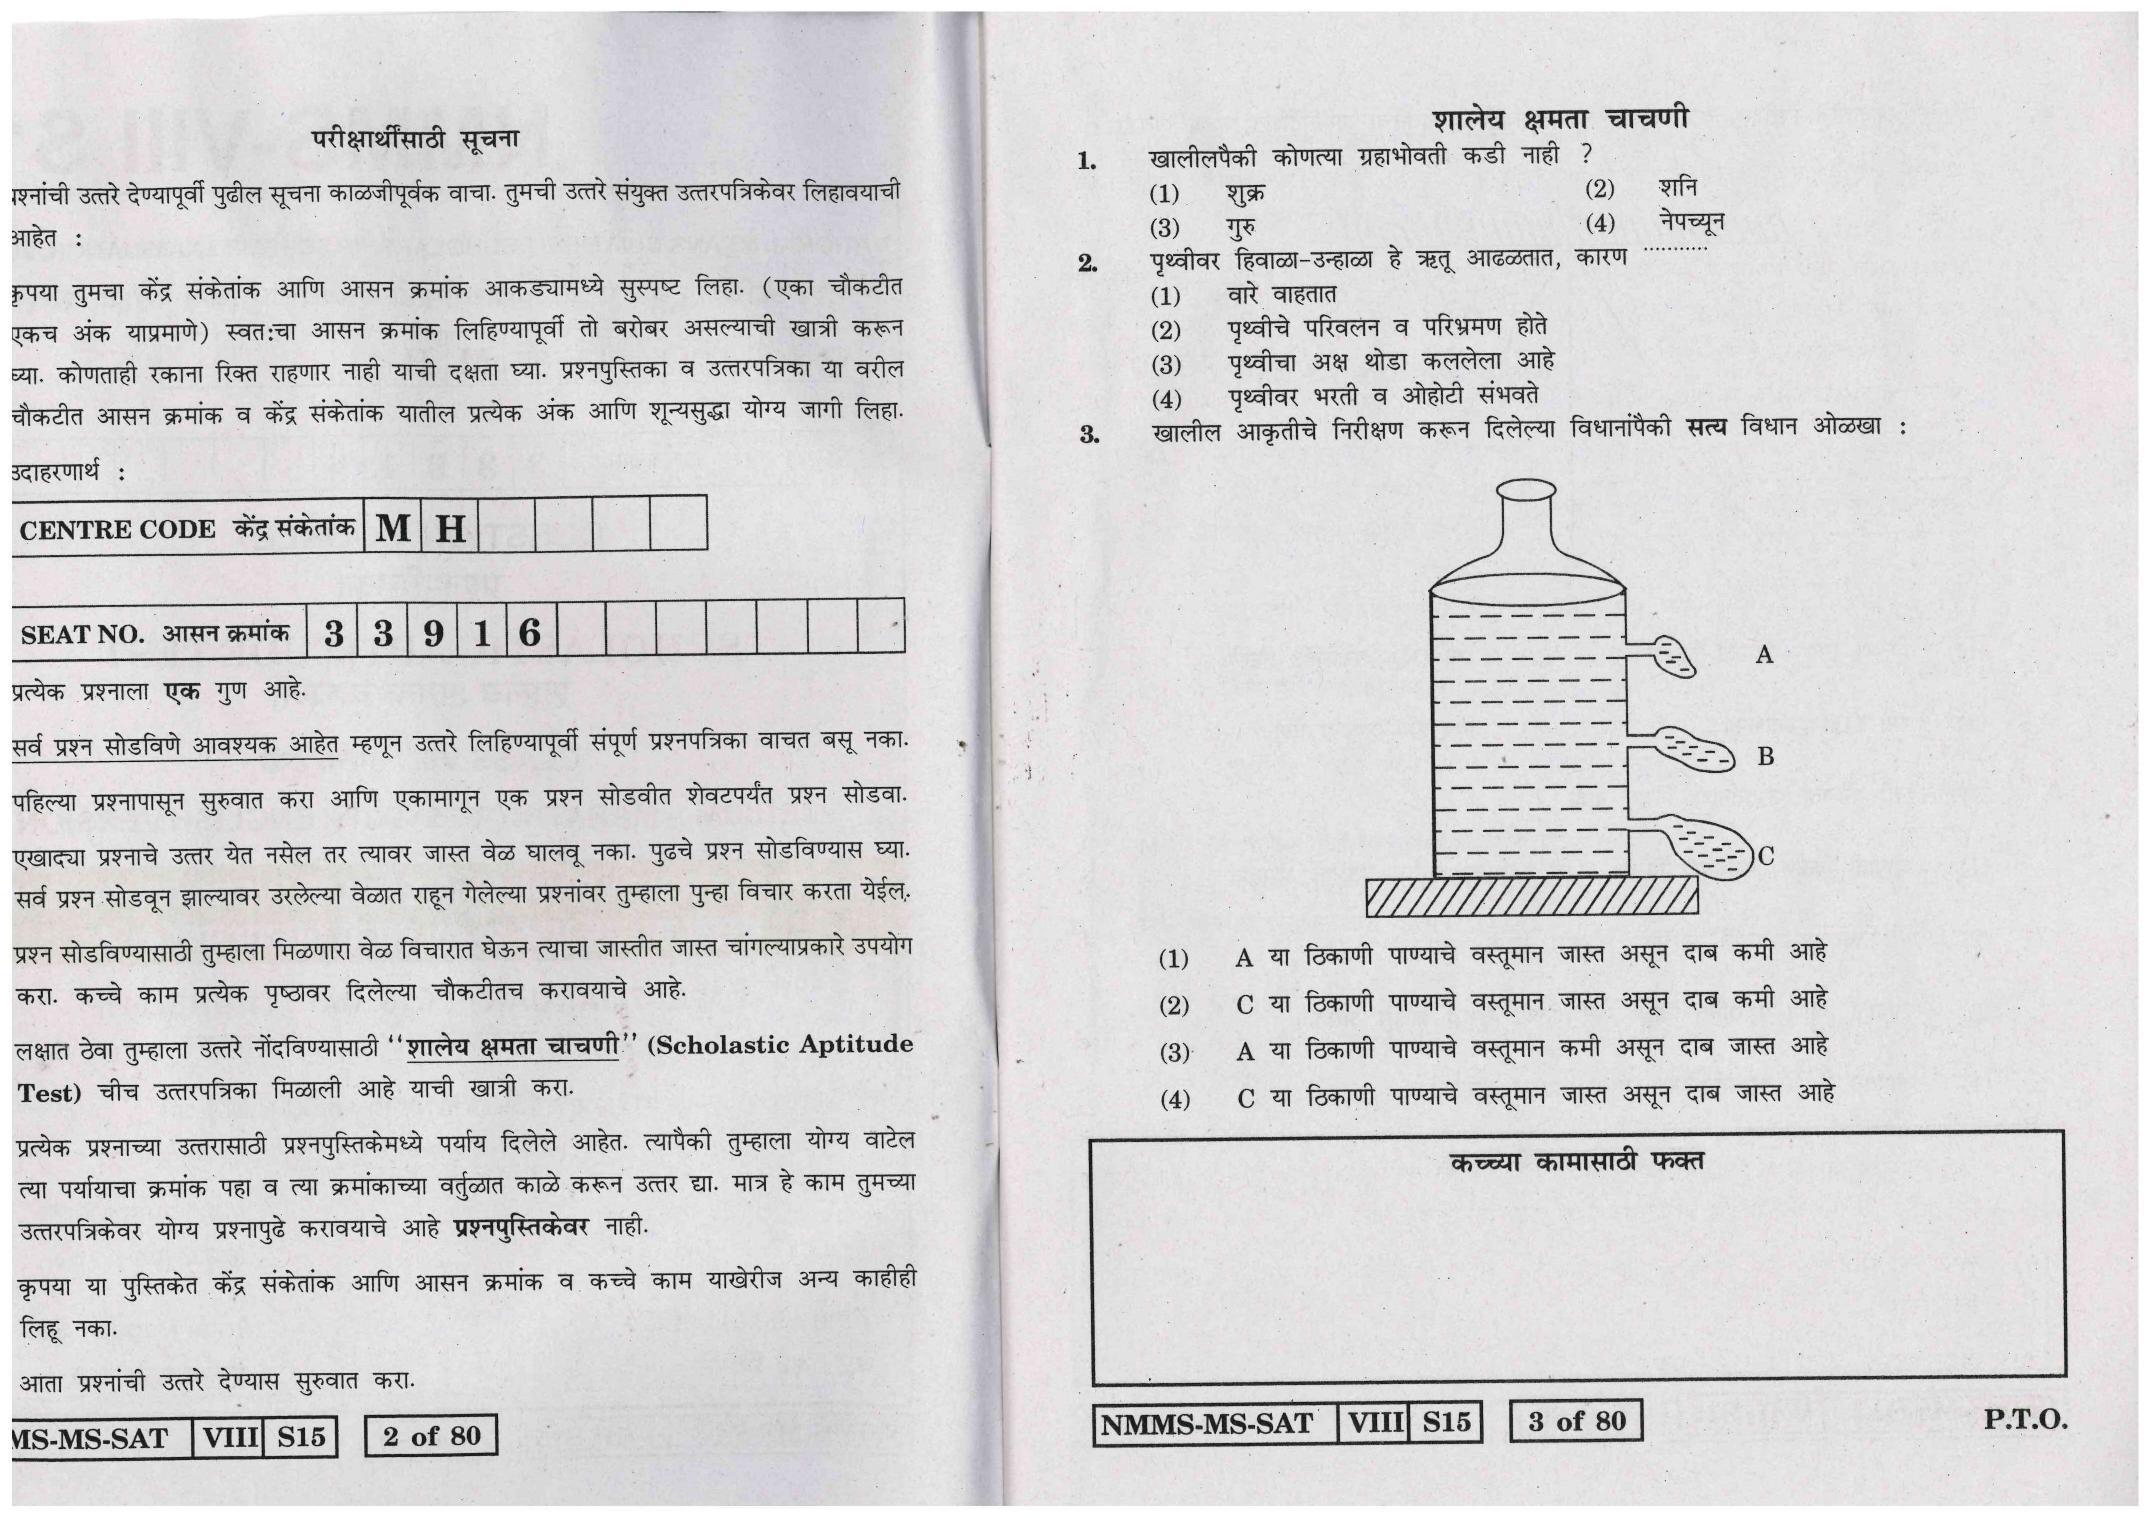 परीक्षार्थींसाठी सूचना
प्रश्नांची उत्तरे देण्यापूर्वी पुढील सूचना काळजीपूर्वक वाचा. तुमची उत्तरे संयुक्त उत्तरपत्रिकेवर लिहावयाची
आहेत :
कृपया तुमचा केंद्र संकेतांक आणि आसन क्रमांक आकड्यामध्ये सुस्पष्ट लिहा. (एका चौकटीत
एकच अंक याप्रमाणे) स्वतःचा आसन क्रमांक लिहिण्यापूर्वी तो बरोबर असल्याची खात्री करून
घ्या. कोणताही रकाना रिक्त राहणार नाही याची दक्षता घ्या. प्रश्नपुस्तिका व उत्तरपत्रिका या वरील
चौकटीत आसन क्रमांक व केंद्र संकेतांक यातील प्रत्येक अंक आणि शून्यसुद्धा योग्य जागी लिहा.
उदाहरणार्थ :
CENTRE CODE केंद्र संकेतांक M H
SEAT NO. आसन क्रमांक 3 3 9 1 6
प्रत्येक प्रश्नाला एक गुण आहे.
सर्व प्रश्न सोडविणे आवश्यक आहेत म्हणून उत्तरे लिहिण्यापूर्वी संपूर्ण प्रश्नपत्रिका वाचत बसू नका.
पहिल्या प्रश्नापासून सुरुवात करा आणि एकामागून एक प्रश्न सोडवीत शेवटपर्यंत प्रश्न सोडवा.
एखाद्या प्रश्नाचे उत्तर येत नसेल तर त्यावर जास्त वेळ घालवू नका. पुढचे प्रश्न सोडविण्यास घ्या.
सर्व प्रश्न सोडवून झाल्यावर उरलेल्या वेळात राहून गेलेल्या प्रश्नांवर तुम्हाला पुन्हा विचार करता येईल.
प्रश्न सोडविण्यासाठी तुम्हाला मिळणारा वेळ विचारात घेऊन त्याचा जास्तीत जास्त चांगल्याप्रकारे उपयोग
करा. कच्चे काम प्रत्येक पृष्ठावर दिलेल्या चौकटीतच करावयाचे आहे.
लक्षात ठेवा तुम्हाला उत्तरे नोंदविण्यासाठी “शालेय क्षमता चाचणी” (Scholastic Aptitude
Test) चीच उत्तरपत्रिका मिळाली आहे याची खात्री करा.
प्रत्येक प्रश्नाच्या उत्तरासाठी प्रश्नपुस्तिकेमध्ये पर्याय दिलेले आहेत. त्यापैकी तुम्हाला योग्य वाटेल
त्या पर्यायाचा क्रमांक पहा व त्या क्रमांकाच्या वर्तुळात काळे करून उत्तर द्या. मात्र हे काम तुमच्या
उत्तरपत्रिकेवर योग्य प्रश्नापुढे करावयाचे आहे प्रश्नपुस्तिकेवर नाही.
कृपया या पुस्तिकेत केंद्र संकेतांक आणि आसन क्रमांक व कच्चे काम याखेरीज अन्य काहीही
लिहू नका.
आता प्रश्नांची उत्तरे देण्यास सुरुवात करा.
MS-MS-SAT VIII S15 2 of 80
शालेय क्षमता चाचणी
1. खालीलपैकी कोणत्या ग्रहाभोवती कडी नाही ?
(1) शुक्र (2) शनि
(3) गुरु (4) नेपच्यून
2. पृथ्वीवर हिवाळा-उन्हाळा हे ऋतू आढळतात, कारण ...........
(1) वारे वाहतात
(2) पृथ्वीचे परिवलन व परिभ्रमण होते
(3) पृथ्वीचा अक्ष थोडा कललेला आहे
(4) पृथ्वीवर भरती व ओहोटी संभवते
3. खालील आकृतीचे निरीक्षण करून दिलेल्या विधानांपैकी सत्य विधान ओळखा :
A
B
C
(1) A या ठिकाणी पाण्याचे वस्तूमान जास्त असून दाब कमी आहे
(2) C या ठिकाणी पाण्याचे वस्तूमान जास्त असून दाब कमी आहे
(3) A या ठिकाणी पाण्याचे वस्तूमान कमी असून दाब जास्त आहे
(4) C या ठिकाणी पाण्याचे वस्तूमान जास्त असून दाब जास्त आहे
कच्च्या कामासाठी फक्त
NMMS-MS-SAT VIII S15 3 of 80 P.T.O.